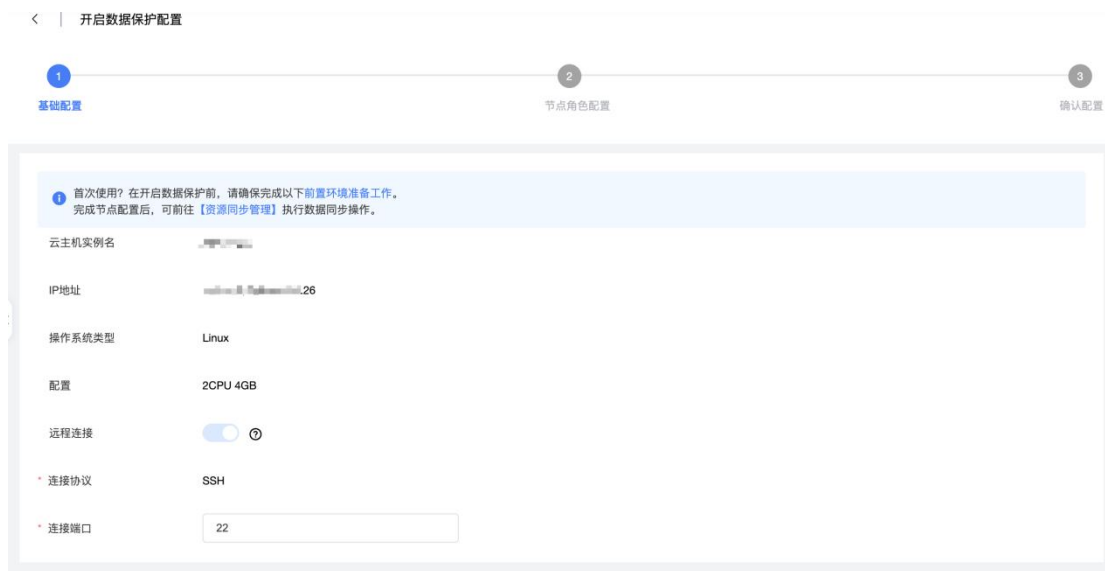 开启数据保护配置
1
2
3
基础配置
节点角色配置
确认配置
首次使用？在开启数据保护前，请确保完成以下前置环境准备工作。
完成节点配置后，可前往【资源同步管理】执行数据同步操作。
云主机实例名
IP地址 .26
操作系统类型 Linux
配置 2CPU 4GB
远程连接
* 连接协议 SSH
* 连接端口 22